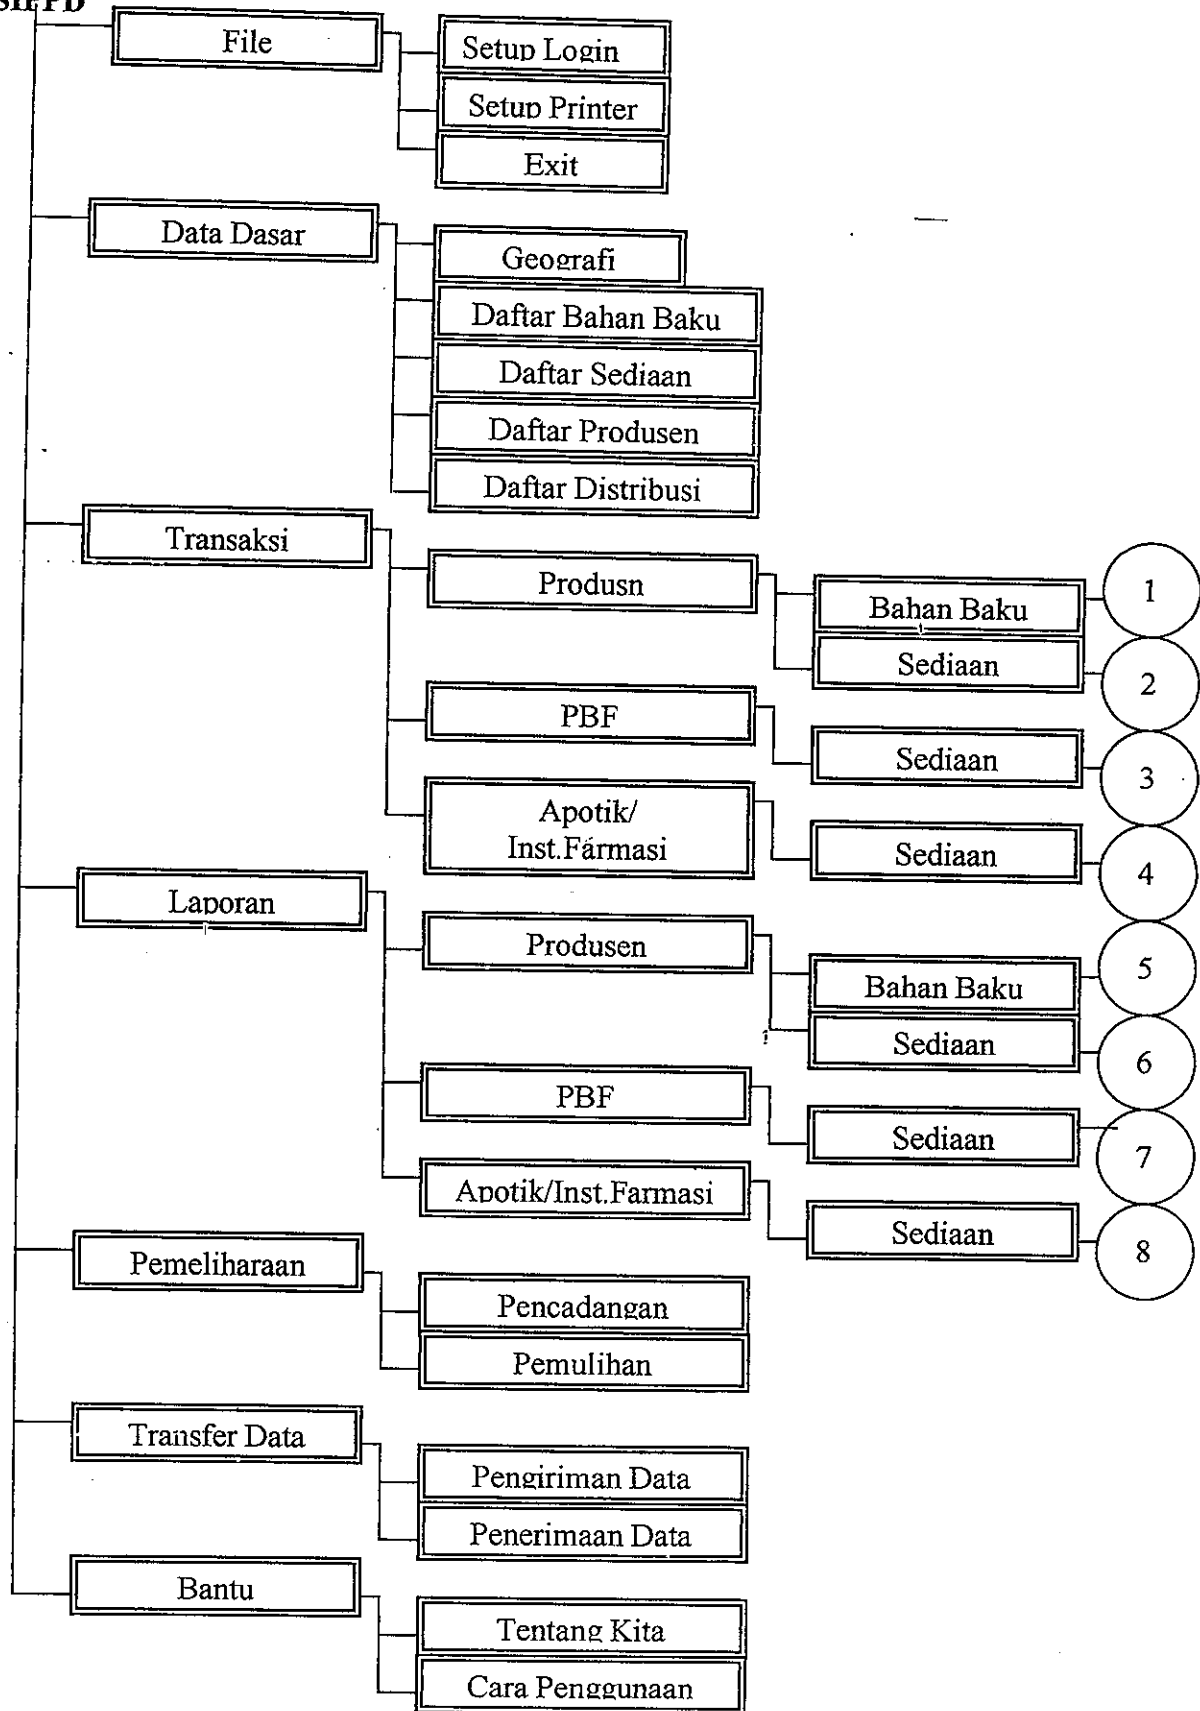 File
Setup Login
Setup Printer
Exit
Data Dasar
Geografi
Daftar Bahan Baku
Daftar Sediaan
Daftar Produsen
Daftar Distribusi
Transaksi
Produsn
Bahan Baku
1
Sediaan
2
PBF
Sediaan
3
Apotik/
Inst.Farmasi
Sediaan
4
Laporan
Produsen
Bahan Baku
5
Sediaan
6
PBF
Sediaan
7
Apotik/Inst.Farmasi
Sediaan
8
Pemeliharaan
Pencadangan
Pemulihan
Transfer Data
Pengiriman Data
Penerimaan Data
Bantu
Tentang Kita
Cara Penggunaan